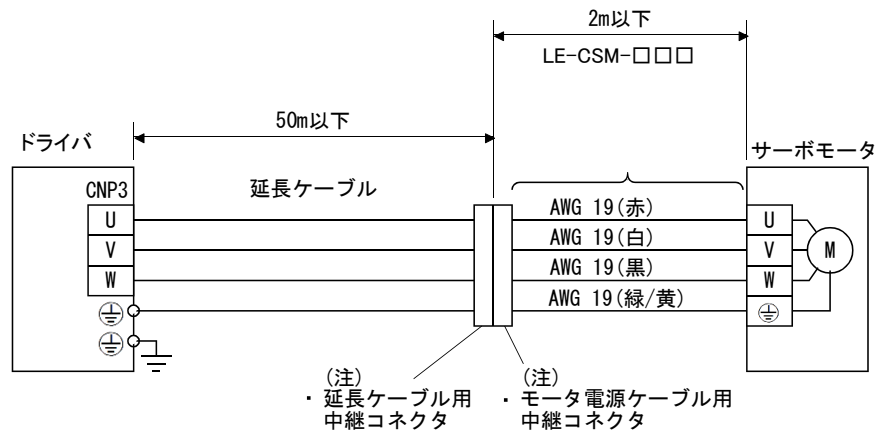 2m以下
LE-CSM-□□□
50m以下
ドライバ
サーボモータ
CNP3
延長ケーブル
U
AWG 19(赤)
U
V
AWG 19(白)
V
M
W
AWG 19(黒)
W
AWG 19(緑/黄)
(注)
・延長ケーブル用
中継コネクタ
(注)
・モータ電源ケーブル用
中継コネクタ